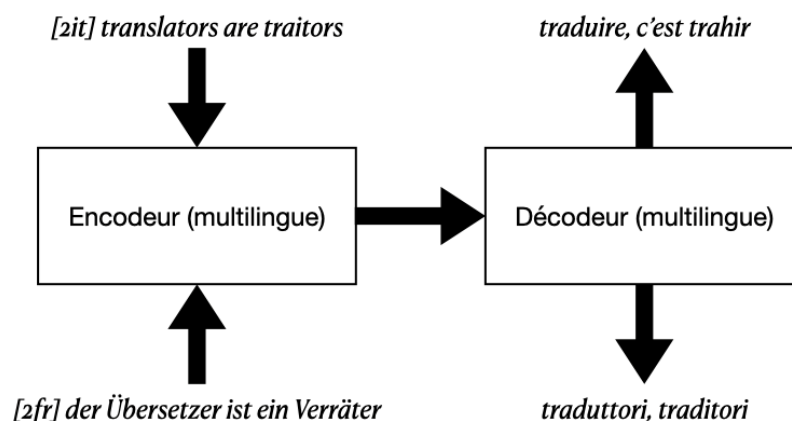 [2it] translators are traitors
traduire, c'est trahir
Encodeur (multilingue)
Décodeur (multilingue)
[2fr] der Übersetzer ist ein Verräter
traduttori, traditori